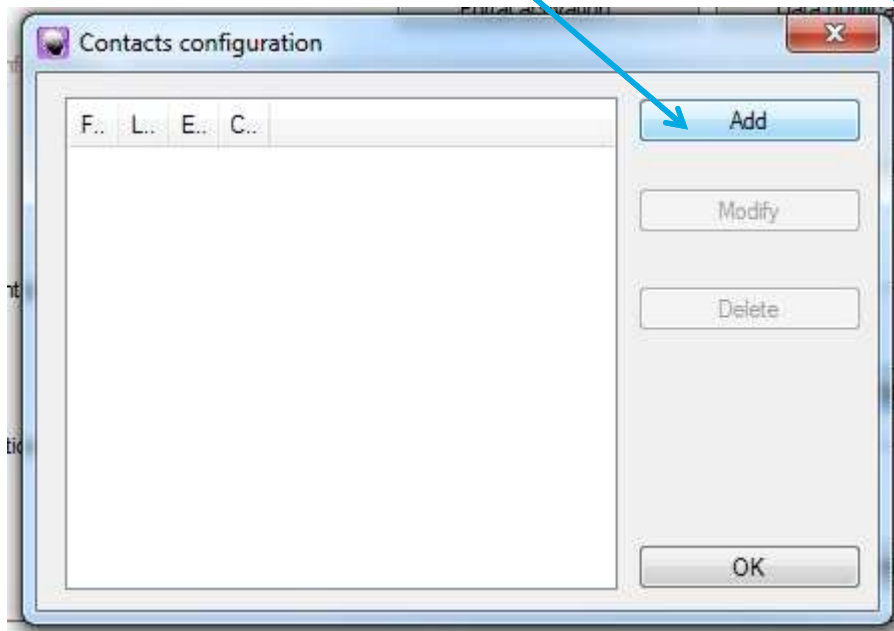 Contacts configuration
F.. L.. E.. C..
Add
Modify
Delete
OK